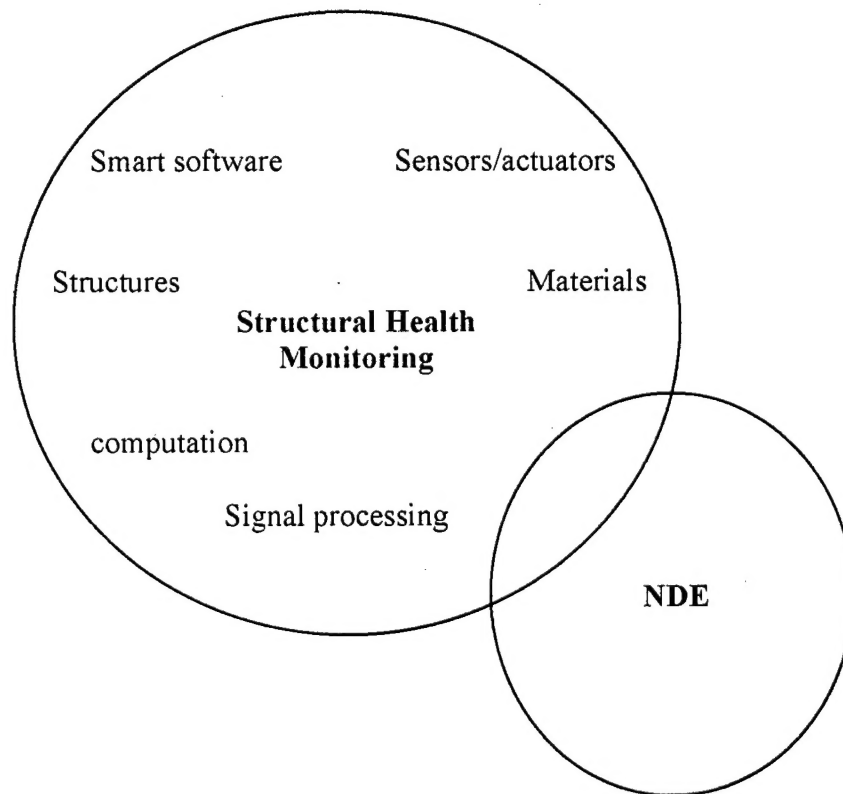 Smart software
Sensors/actuators
Structures
Materials
Structural Health
Monitoring
computation
Signal processing
NDE